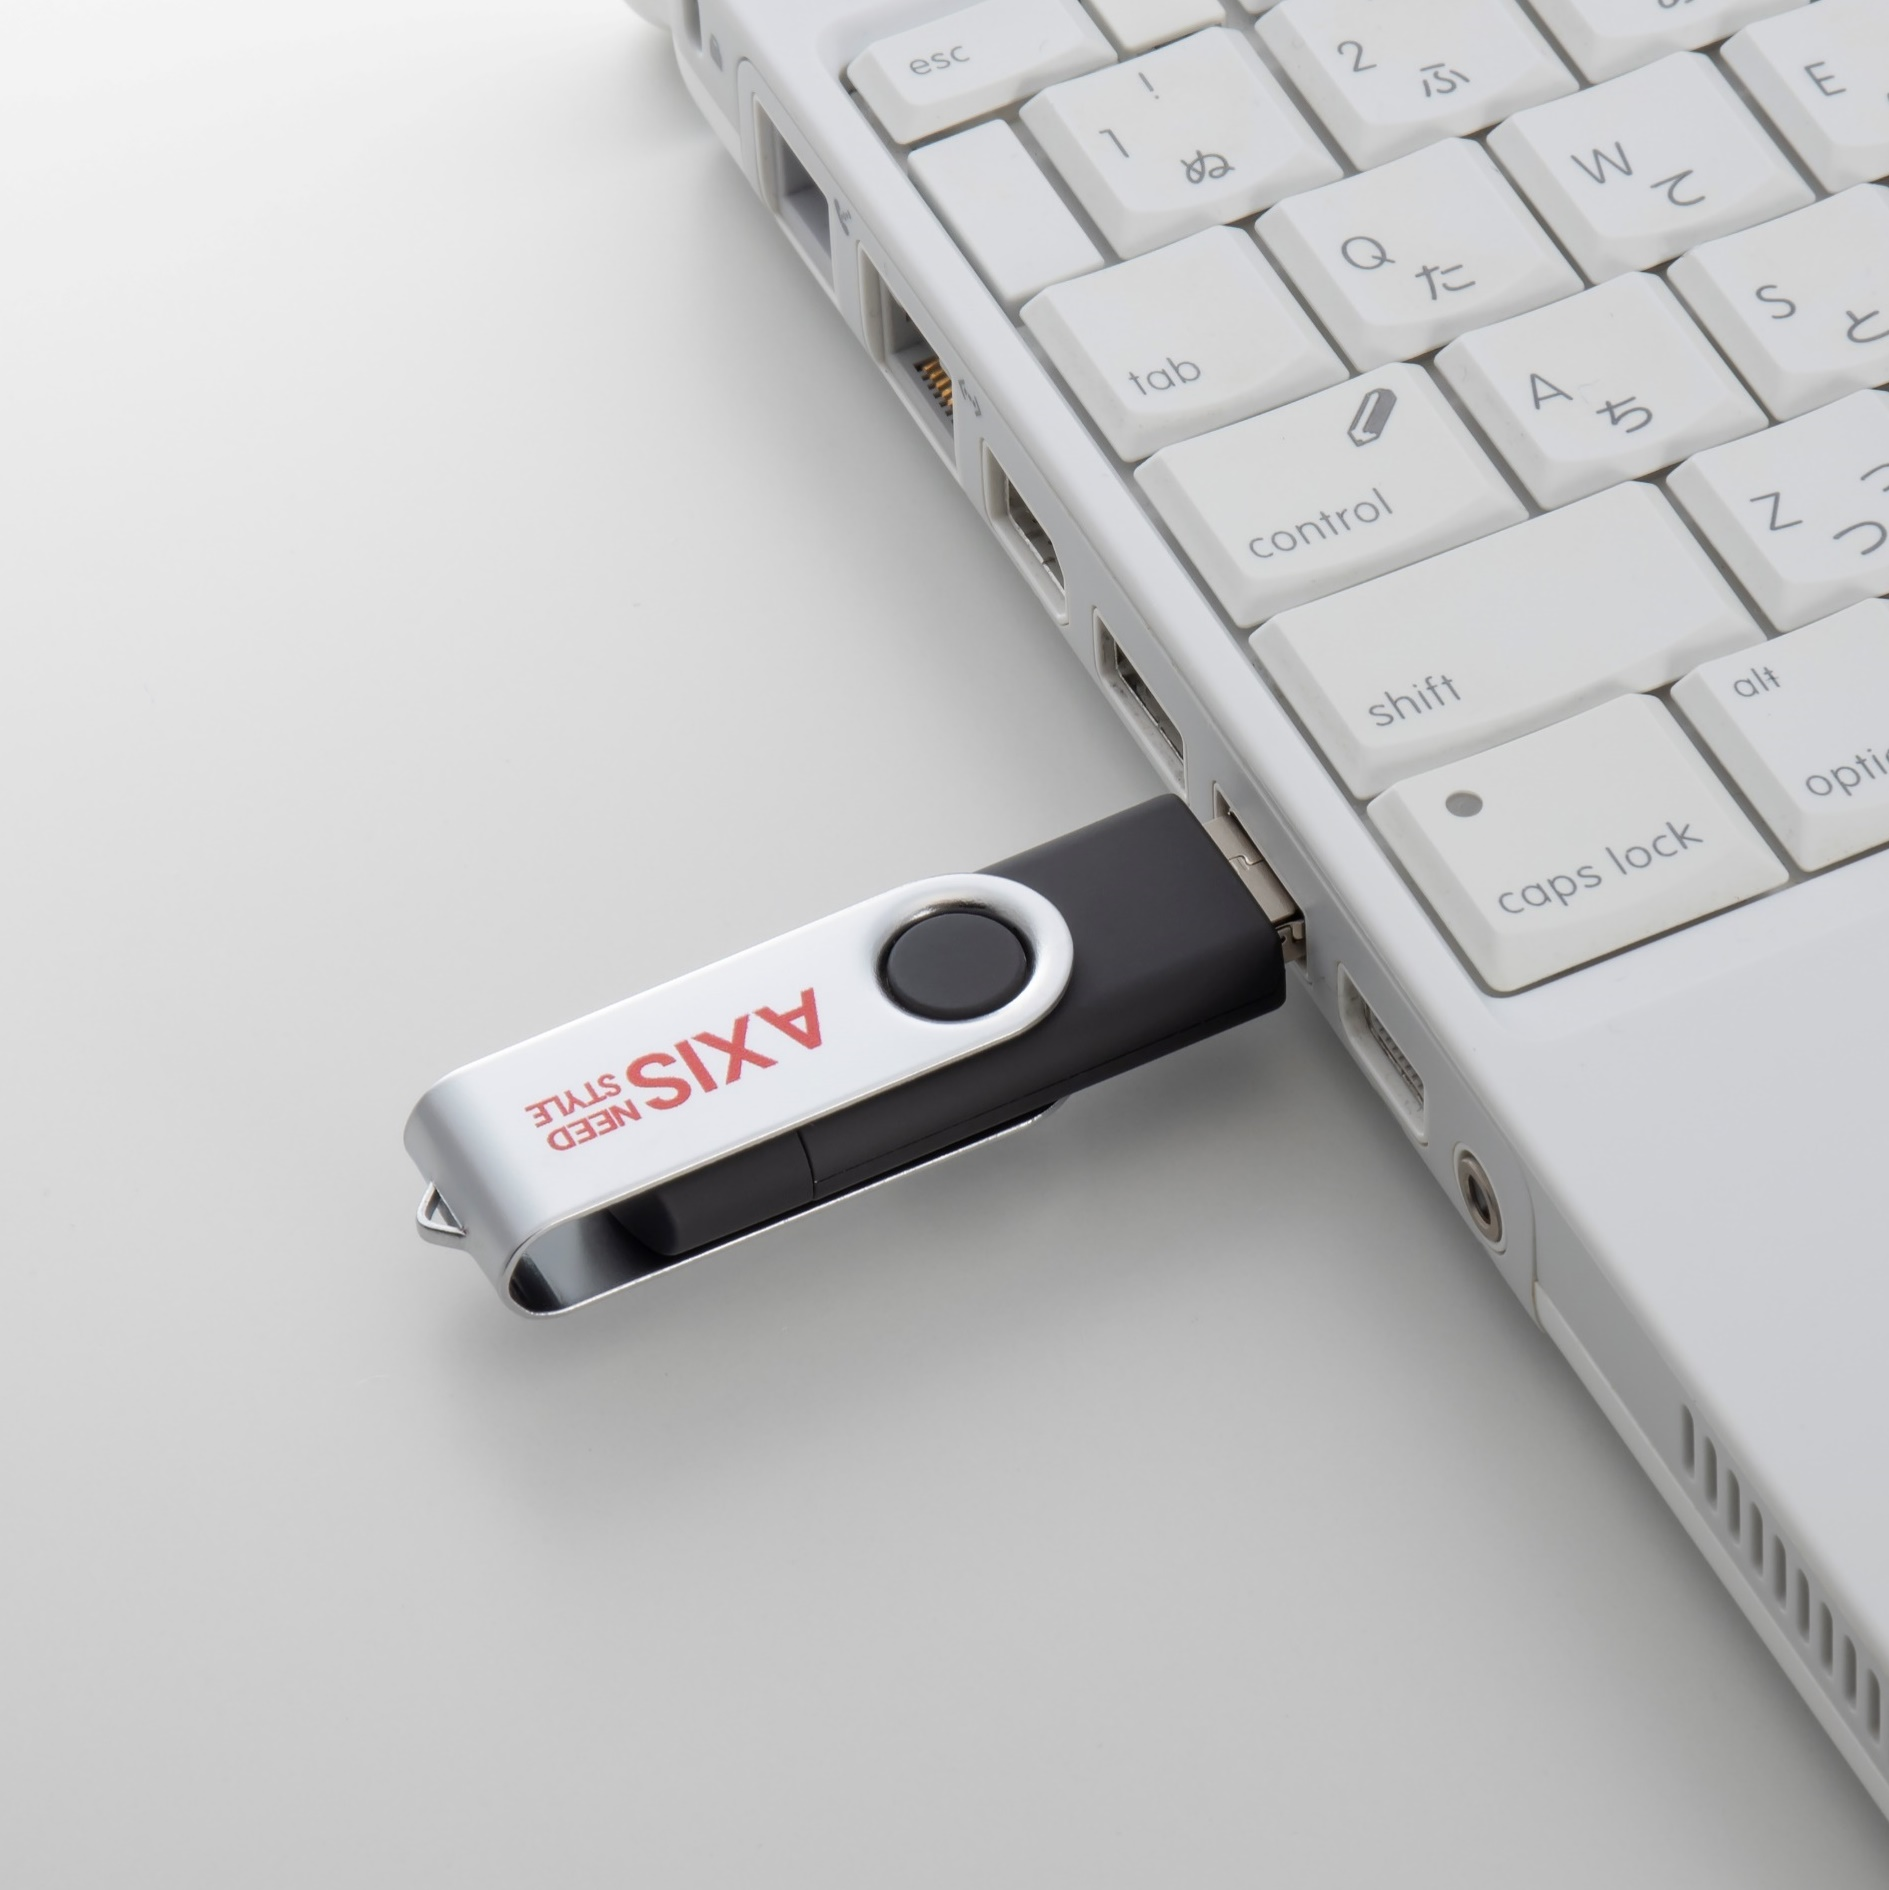 esc
!
1 ぬ
2 ふ
tab
Q た
W て
E
control
A ち
S と
shift
Z つ
caps lock
alt
AXIS
NEED
STYLE